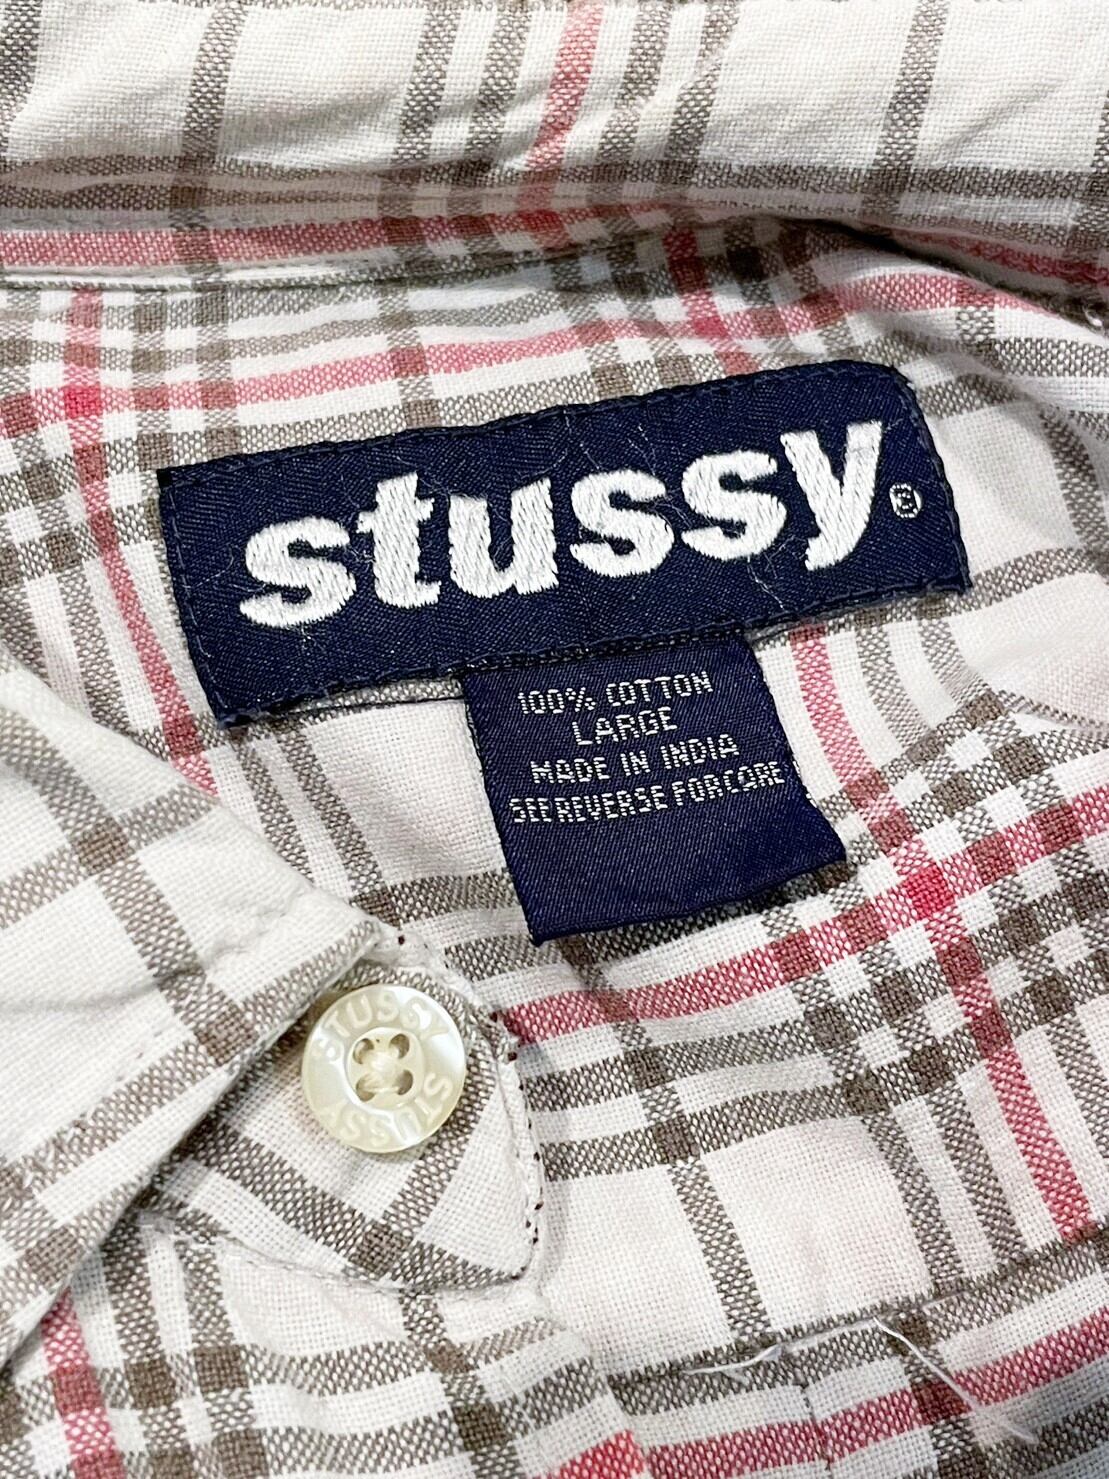 stussy®
100% COTTON
LARGE
MADE IN INDIA
SEE REVERSE FOR CARE
STUSSY
STUSSY